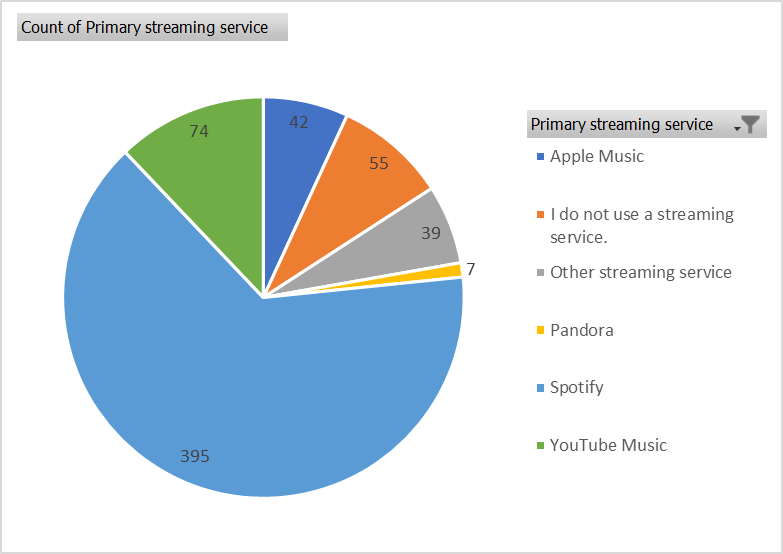 Count of Primary streaming service
42
74
55
39
7
395
Primary streaming service
Apple Music
I do not use a streaming
service.
Other streaming service
Pandora
Spotify
YouTube Music